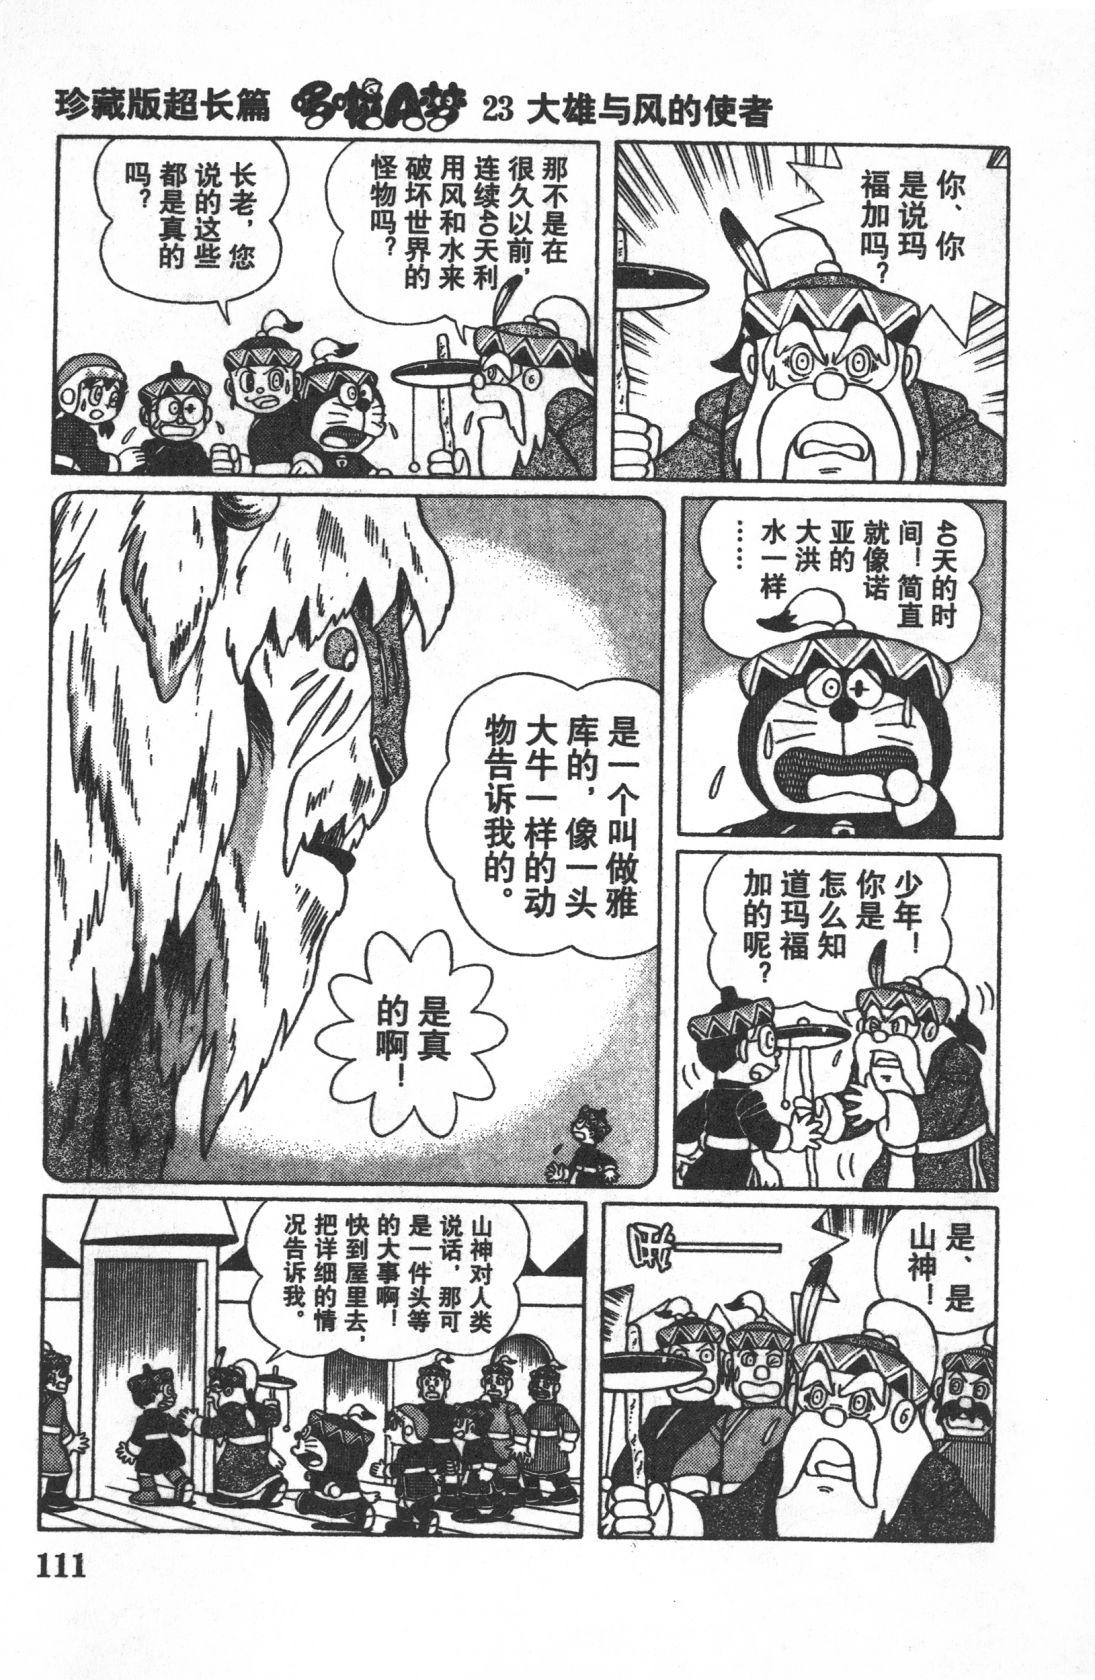 珍藏版超长篇 哆啦A梦 23 大雄与风的使者
你、你
是说玛
福加吗？
那不是在
很久以前，
连续40天利
用风和水来
破坏世界的
怪物吗？
长老，您
说的这些
都是真的
吗？
40天的时
间！简直
就像诺
亚的
大洪
水一样
……
是一个叫做雅
库的，像一头
大牛一样的动
物告诉我的。
是真
的啊！
少年！
你是
怎么知
道玛福
加的呢？
是、是
山神！
山神对人类
说话，那可
是一件头等
的大事啊！
快到屋里去，
把详细的情
况告诉我。
111